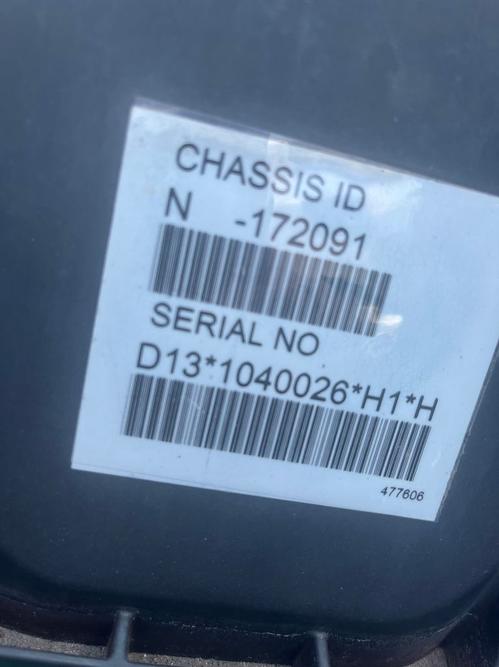 CHASSIS ID
N -172091
SERIAL NO
D13*1040026*H1*H
477606